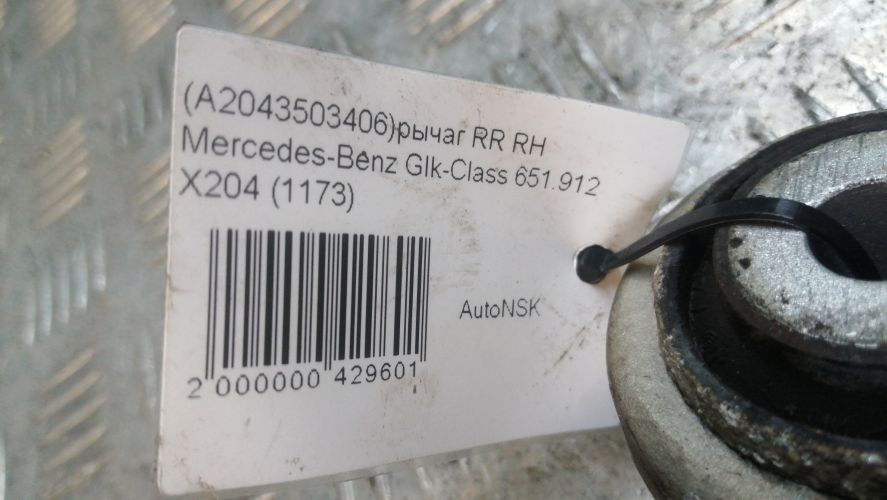 (A2043503406)рычаг RR RH
Mercedes-Benz Glk-Class 651.912
X204 (1173)
AutoNSK
2 000000 429601